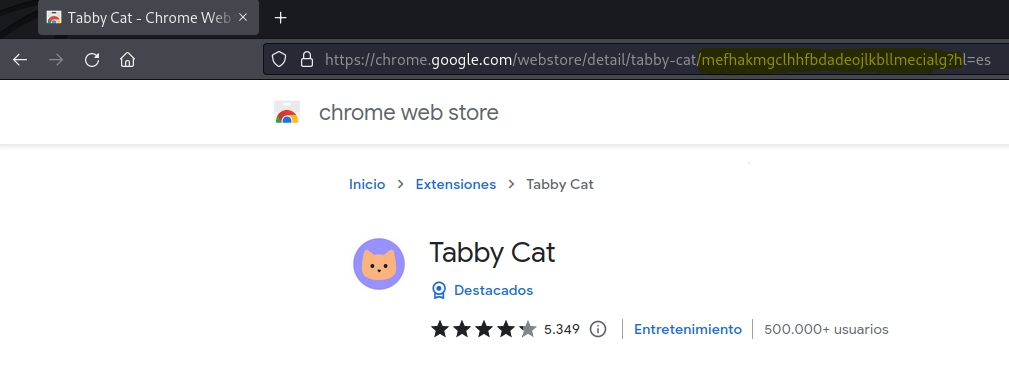 Tabby Cat - Chrome Web
https://chrome.google.com/webstore/detail/tabby-cat/mefhakmgclhhfbdadeojlkbllmecialg?hl=es
chrome web store
Inicio > Extensiones > Tabby Cat
Tabby Cat
Destacados
5.349 Entretenimiento 500.000+ usuarios